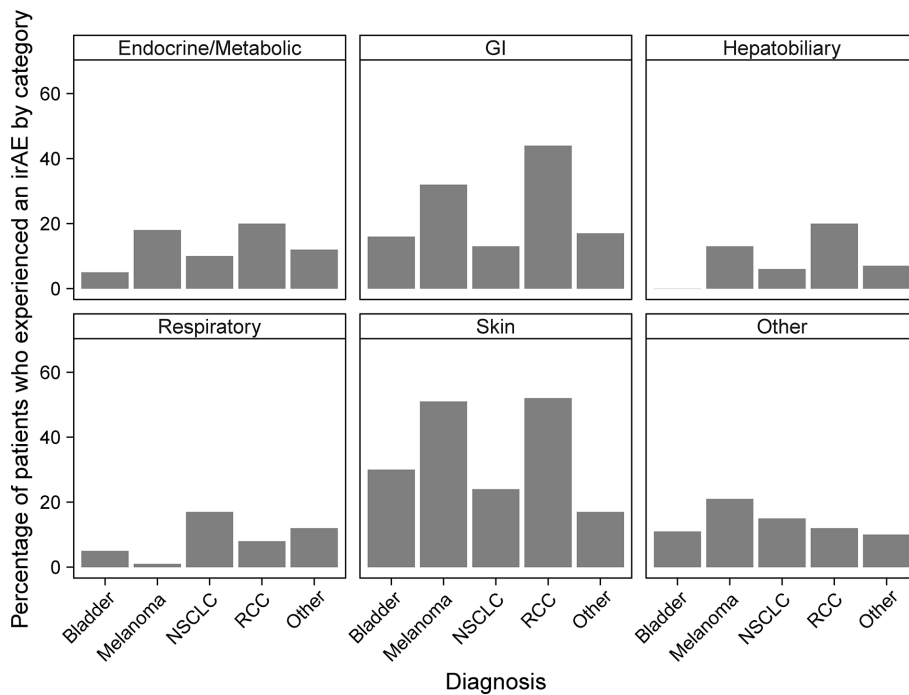 Percentage of patients who experienced an irAE by category
Endocrine/Metabolic
GI
Hepatobiliary
60
40
20
0
Respiratory
Skin
Other
60
40
20
0
Bladder
Melanoma
NSCLC
RCC
Other
Bladder
Melanoma
NSCLC
RCC
Other
Bladder
Melanoma
NSCLC
RCC
Other
Diagnosis